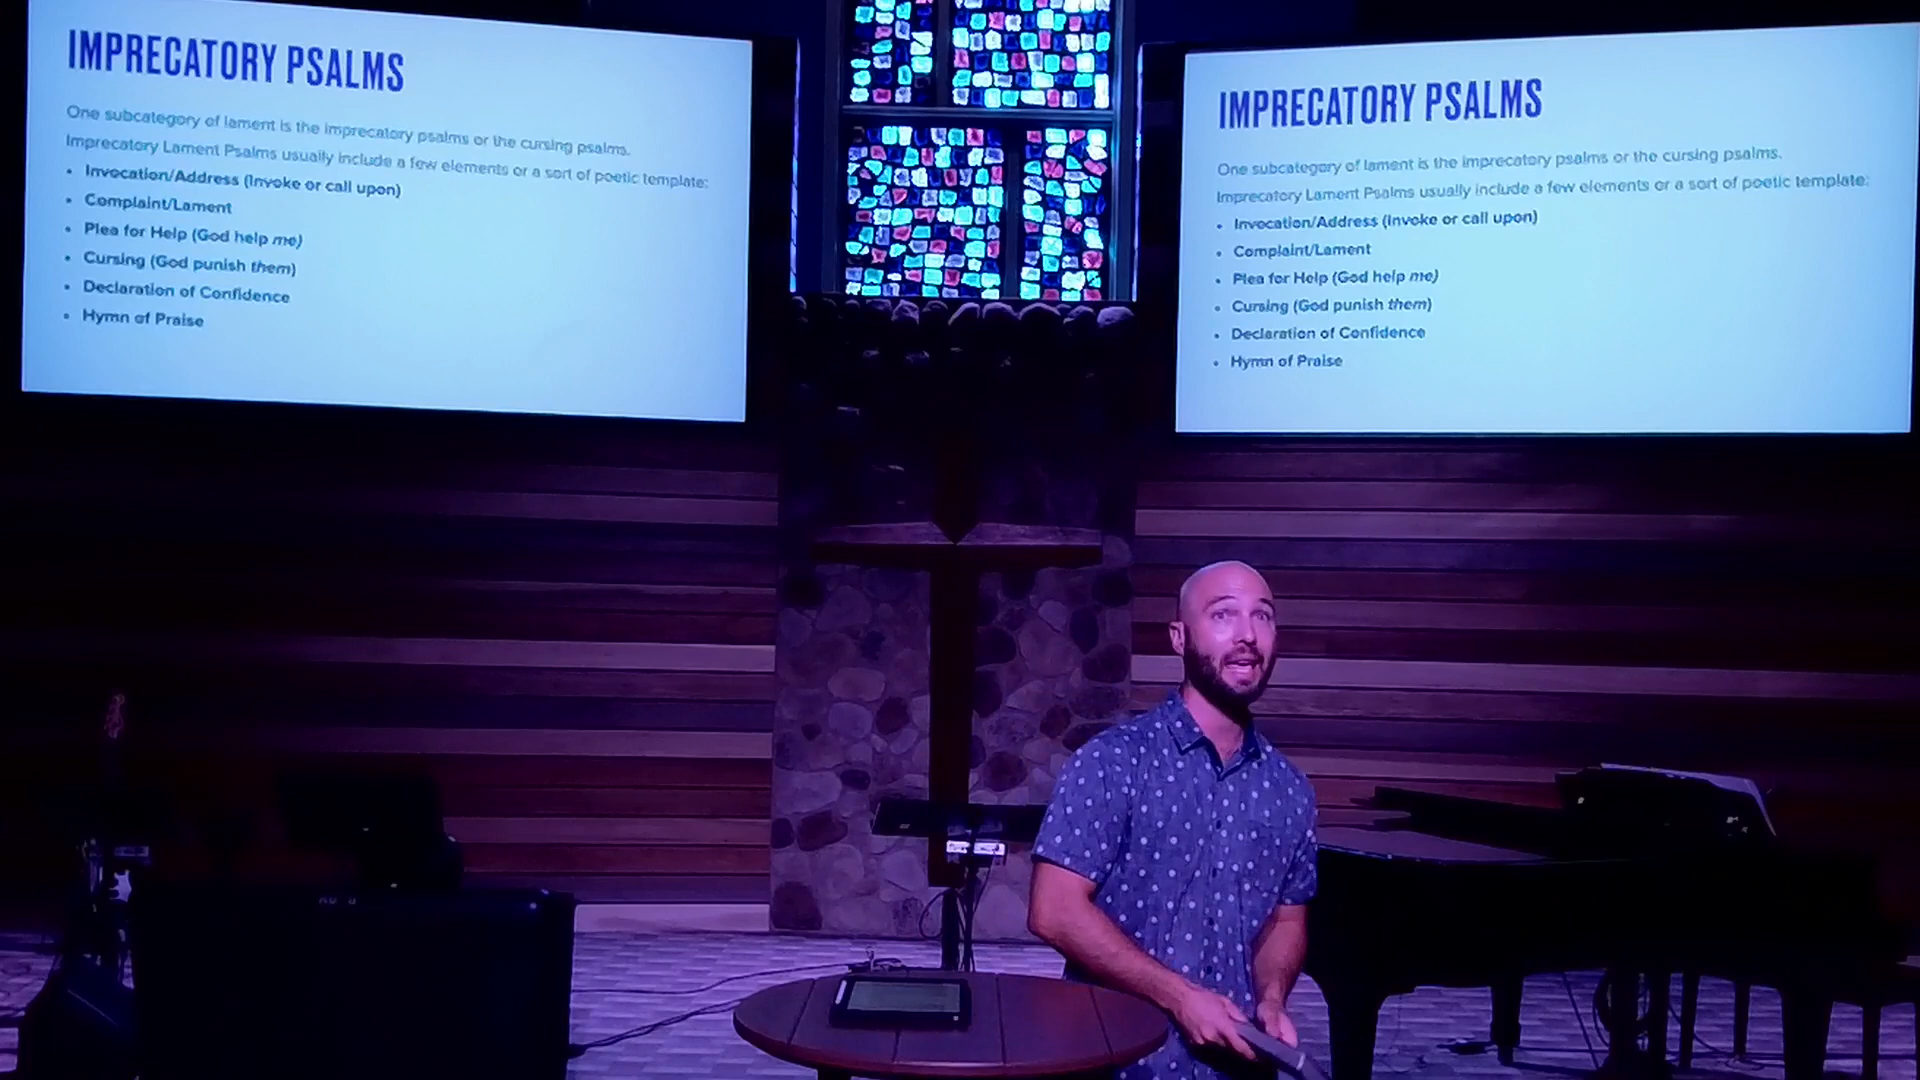 IMPRECATORY PSALMS
One subcategory of lament is the imprecatory psalms or the cursing psalms.
Imprecatory Lament Psalms usually include a few elements or a sort of poetic template:
• Invocation/Address (Invoke or call upon)
• Complaint/Lament
• Plea for Help (God help me)
• Cursing (God punish them)
• Declaration of Confidence
• Hymn of Praise
IMPRECATORY PSALMS
One subcategory of lament is the imprecatory psalms or the cursing psalms.
Imprecatory Lament Psalms usually include a few elements or a sort of poetic template:
• Invocation/Address (Invoke or call upon)
• Complaint/Lament
• Plea for Help (God help me)
• Cursing (God punish them)
• Declaration of Confidence
• Hymn of Praise